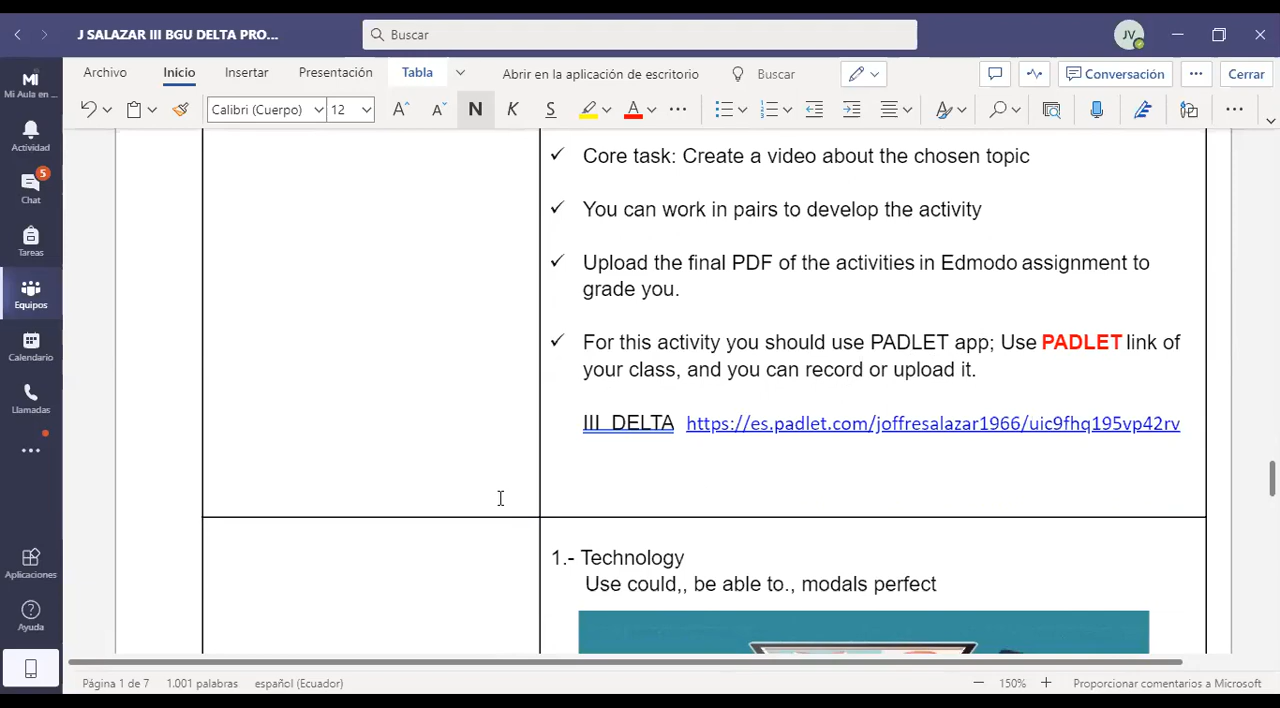 J SALAZAR III BGU DELTA PRO...
Buscar
JV
MI
Mi Aula en ...
Archivo
Inicio
Insertar
Presentación
Tabla
Abrir en la aplicación de escritorio
Buscar
Conversación
Cerrar
Calibri (Cuerpo)
12
N
K
S
Actividad
5
Chat
Tareas
Equipos
Calendario
Llamadas
Aplicaciones
Ayuda
✓ Core task: Create a video about the chosen topic
✓ You can work in pairs to develop the activity
✓ Upload the final PDF of the activities in Edmodo assignment to
grade you.
✓ For this activity you should use PADLET app; Use PADLET link of
your class, and you can record or upload it.
III DELTA https://es.padlet.com/joffresalazar1966/uic9fhq195vp42rv
1.- Technology
Use could,, be able to., modals perfect
Página 1 de 7
1.001 palabras
español (Ecuador)
150%
Proporcionar comentarios a Microsoft